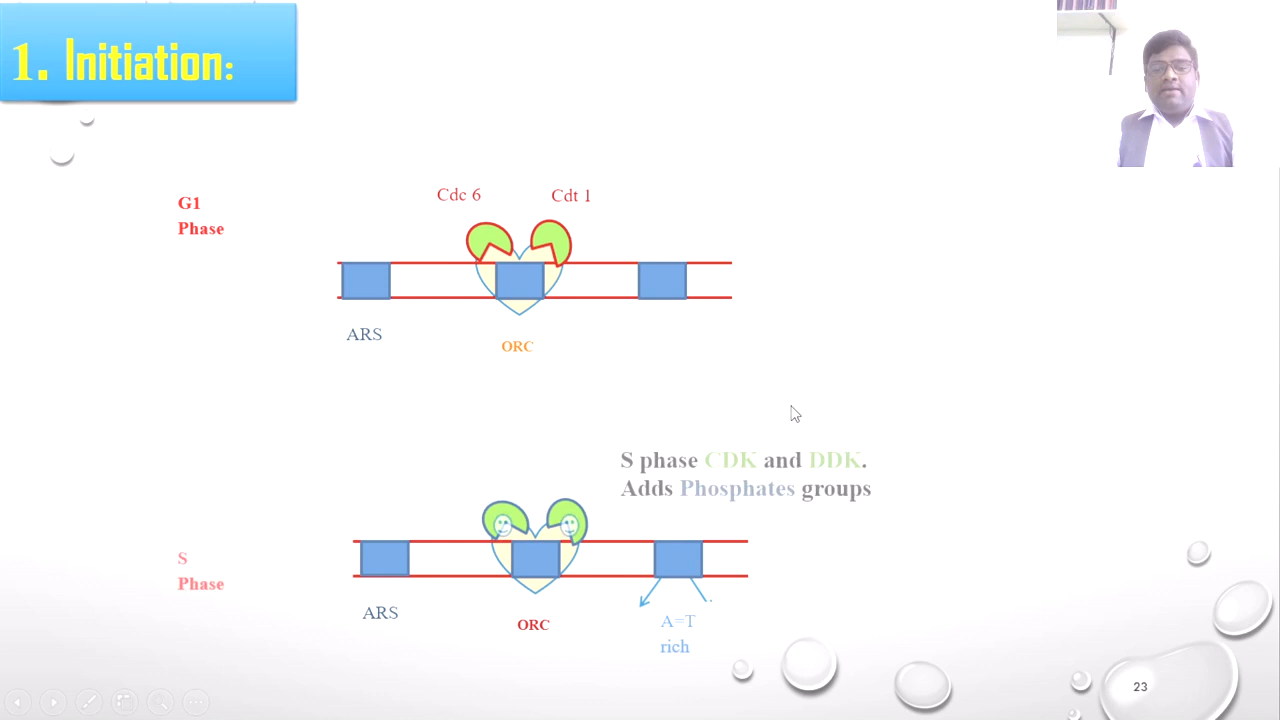 1. Initiation:
G1
Phase
Cdc 6
Cdt 1
ARS
ORC
S phase CDK and DDK.
Adds Phosphates groups
S
Phase
ARS
ORC
A=T
rich
23